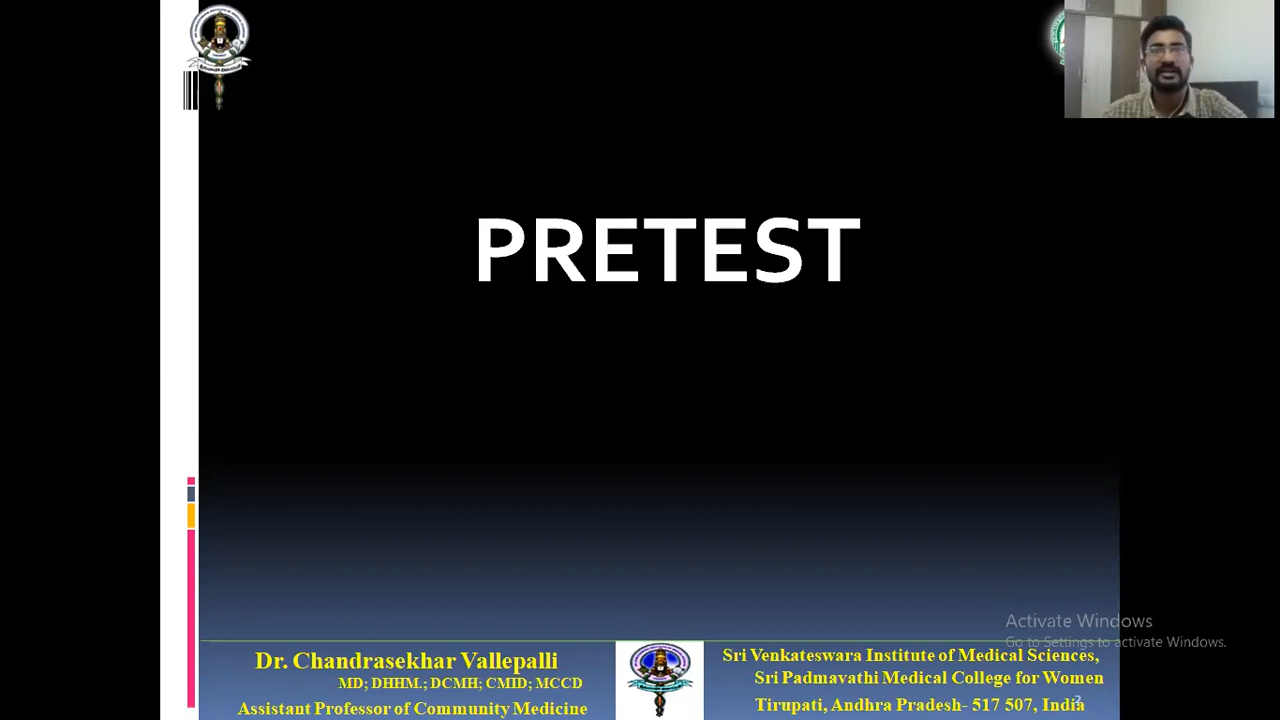 PRETEST
Activate Windows
Go to Settings to activate Windows.
Dr. Chandrasekhar Vallepalli
MD; DHHM.; DCMH; CMID; MCCD
Assistant Professor of Community Medicine
Sri Venkateswara Institute of Medical Sciences,
Sri Padmavathi Medical College for Women
Tirupati, Andhra Pradesh- 517 507, India
2